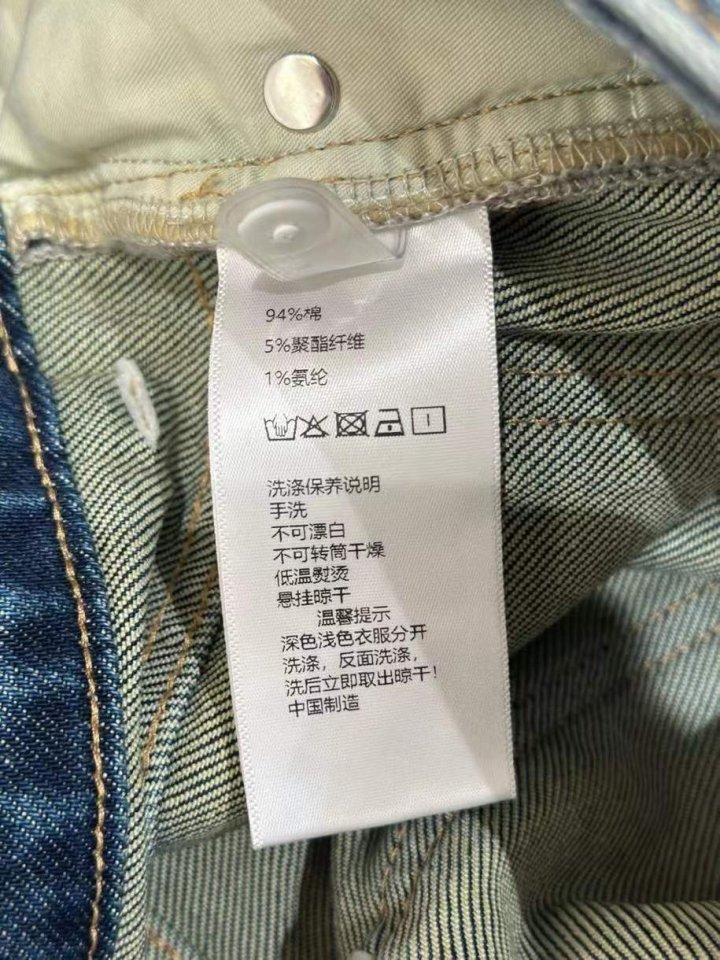 94%棉
5%聚酯纤维
1%氨纶
洗涤保养说明
手洗
不可漂白
不可转筒干燥
低温熨烫
悬挂晾干
温馨提示
深色浅色衣服分开
洗涤，反面洗涤，
洗后立即取出晾干！
中国制造